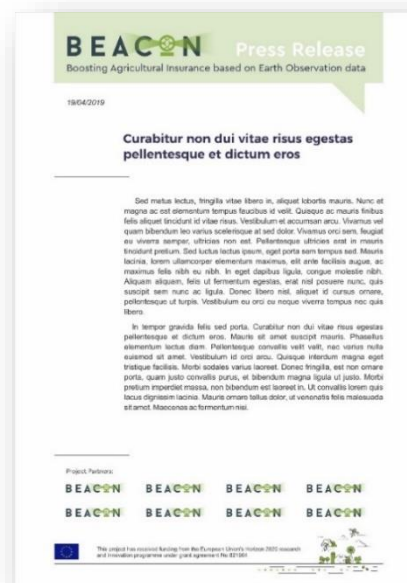 BEACON Press Release
Boosting Agricultural Insurance based on Earth Observation data
19/04/2019
Curabitur non dui vitae risus egestas
pellentesque et dictum eros
Sed metus lectus, fringilla vitae libero in, aliquet lobortis mauris. Nunc et
magna ac est elementum tempus faucibus id velit. Quisque ac mauris finibus
felis aliquet tincidunt id vitae risus. Vestibulum et accumsan arcu. Vivamus vel
quam bibendum leo varius scelerisque at sed dolor. Vivamus orci sem, feugiat
eu viverra semper, ultricies non est. Pellentesque ultricies erat in mauris
tincidunt pretium. Sed luctus lectus ipsum, eget porta sem tempus sed. Mauris
lacinia, lorem ullamcorper elementum maximus, elit ante facilisis augue, ac
maximus felis nibh eu nibh. In eget dapibus ligula, congue molestie nibh.
Aliquam aliquam, felis ut fermentum egestas, erat nisl posuere nunc, quis
suscipit sem nunc ac ligula. Donec libero nisl, aliquet id cursus ornare,
pellentesque ut turpis. Vestibulum eu orci eu neque viverra tempus nec quis
libero.
In tempor gravida felis sed porta. Curabitur non dui vitae risus egestas
pellentesque et dictum eros. Mauris sit amet suscipit mauris. Phasellus
elementum lectus diam. Pellentesque convallis velit velit, nec varius nulla
euismod sit amet. Vestibulum id orci arcu. Quisque interdum magna eget
tristique facilisis. Morbi sodales varius laoreet. Donec fringilla, est non ornare
porta, quam justo convallis purus, et bibendum magna ligula ut justo. Morbi
pretium imperdiet massa, non bibendum est laoreet in. Ut convallis lorem quis
lacus dignissim lacinia. Mauris ornare tellus dolor, ut venenatis felis malesuada
sit amet. Maecenas ac fermentum nisi.
Project Partners:
BEACON BEACON BEACON BEACON
BEACON BEACON BEACON BEACON
This project has received funding from the European Union's Horizon 2020 research
and innovation programme under grant agreement No 821964